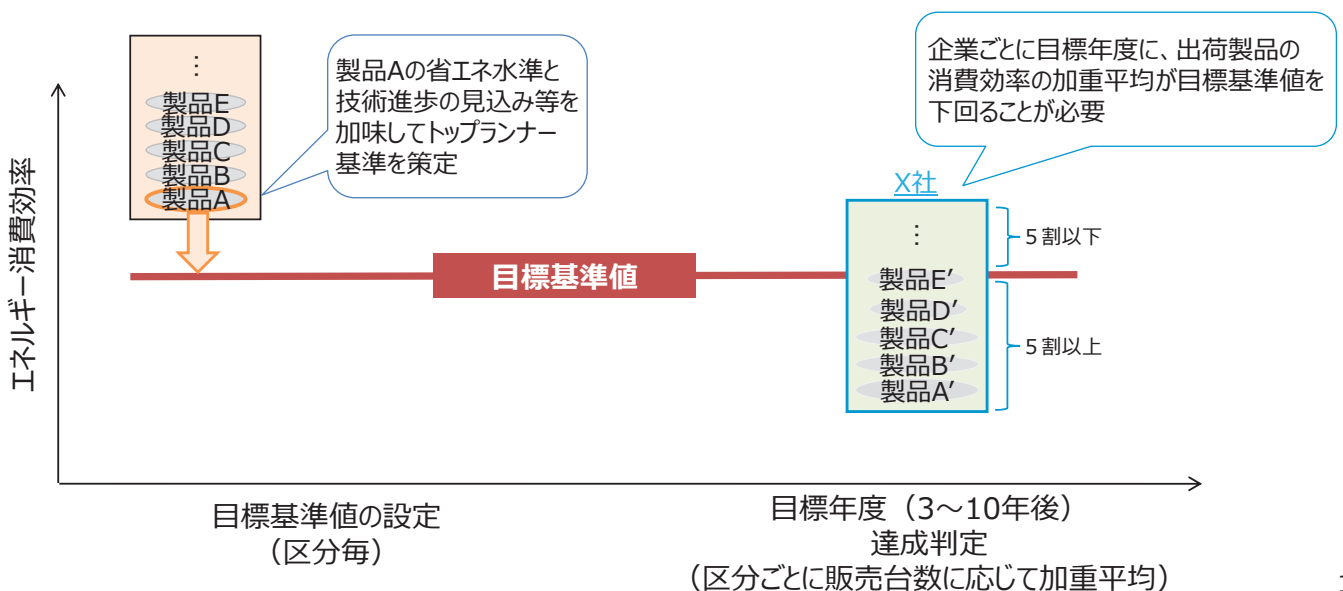 エネルギー消費効率
⋮
製品E
製品D
製品C
製品B
製品A
製品Aの省エネ水準と
技術進歩の見込み等を
加味してトップランナー
基準を策定
目標基準値
企業ごとに目標年度に、出荷製品の
消費効率の加重平均が目標基準値を
下回ることが必要
X社
⋮
製品E′
製品D′
製品C′
製品B′
製品A′
5割以下
5割以上
目標基準値の設定
（区分毎）
目標年度（3～10年後）
達成判定
（区分ごとに販売台数に応じて加重平均）